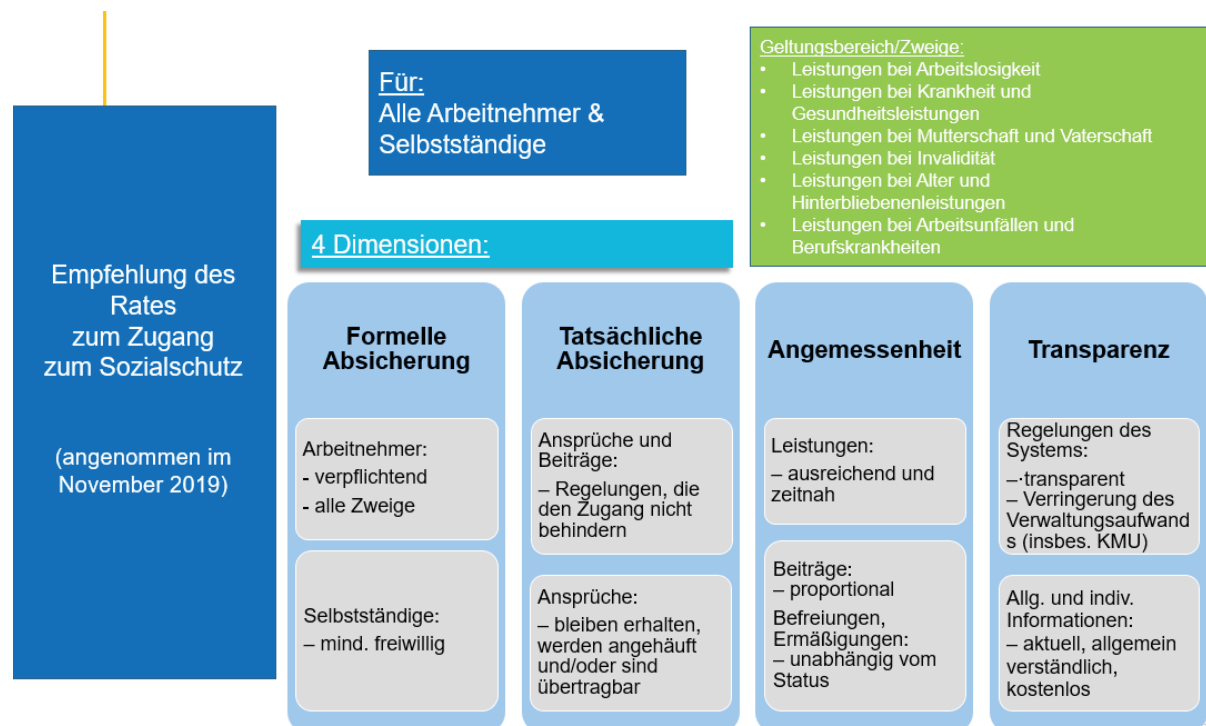 Empfehlung des
Rates
zum Zugang
zum Sozialschutz
(angenommen im
November 2019)
Für:
Alle Arbeitnehmer &
Selbstständige
Geltungsbereich/Zweige:
• Leistungen bei Arbeitslosigkeit
• Leistungen bei Krankheit und
Gesundheitsleistungen
• Leistungen bei Mutterschaft und Vaterschaft
• Leistungen bei Invalidität
• Leistungen bei Alter und
Hinterbliebenenleistungen
• Leistungen bei Arbeitsunfällen und
Berufskrankheiten
4 Dimensionen:
Formelle
Absicherung
Arbeitnehmer:
- verpflichtend
- alle Zweige
Selbstständige:
– mind. freiwillig
Tatsächliche
Absicherung
Ansprüche und
Beiträge:
– Regelungen, die
den Zugang nicht
behindern
Ansprüche:
– bleiben erhalten,
werden angehäuft
und/oder sind
übertragbar
Angemessenheit
Leistungen:
– ausreichend und
zeitnah
Beiträge:
– proportional
Befreiungen,
Ermäßigungen:
– unabhängig vom
Status
Transparenz
Regelungen des
Systems:
–·transparent
– Verringerung des
Verwaltungsaufwand
s (insbes. KMU)
Allg. und indiv.
Informationen:
– aktuell, allgemein
verständlich,
kostenlos